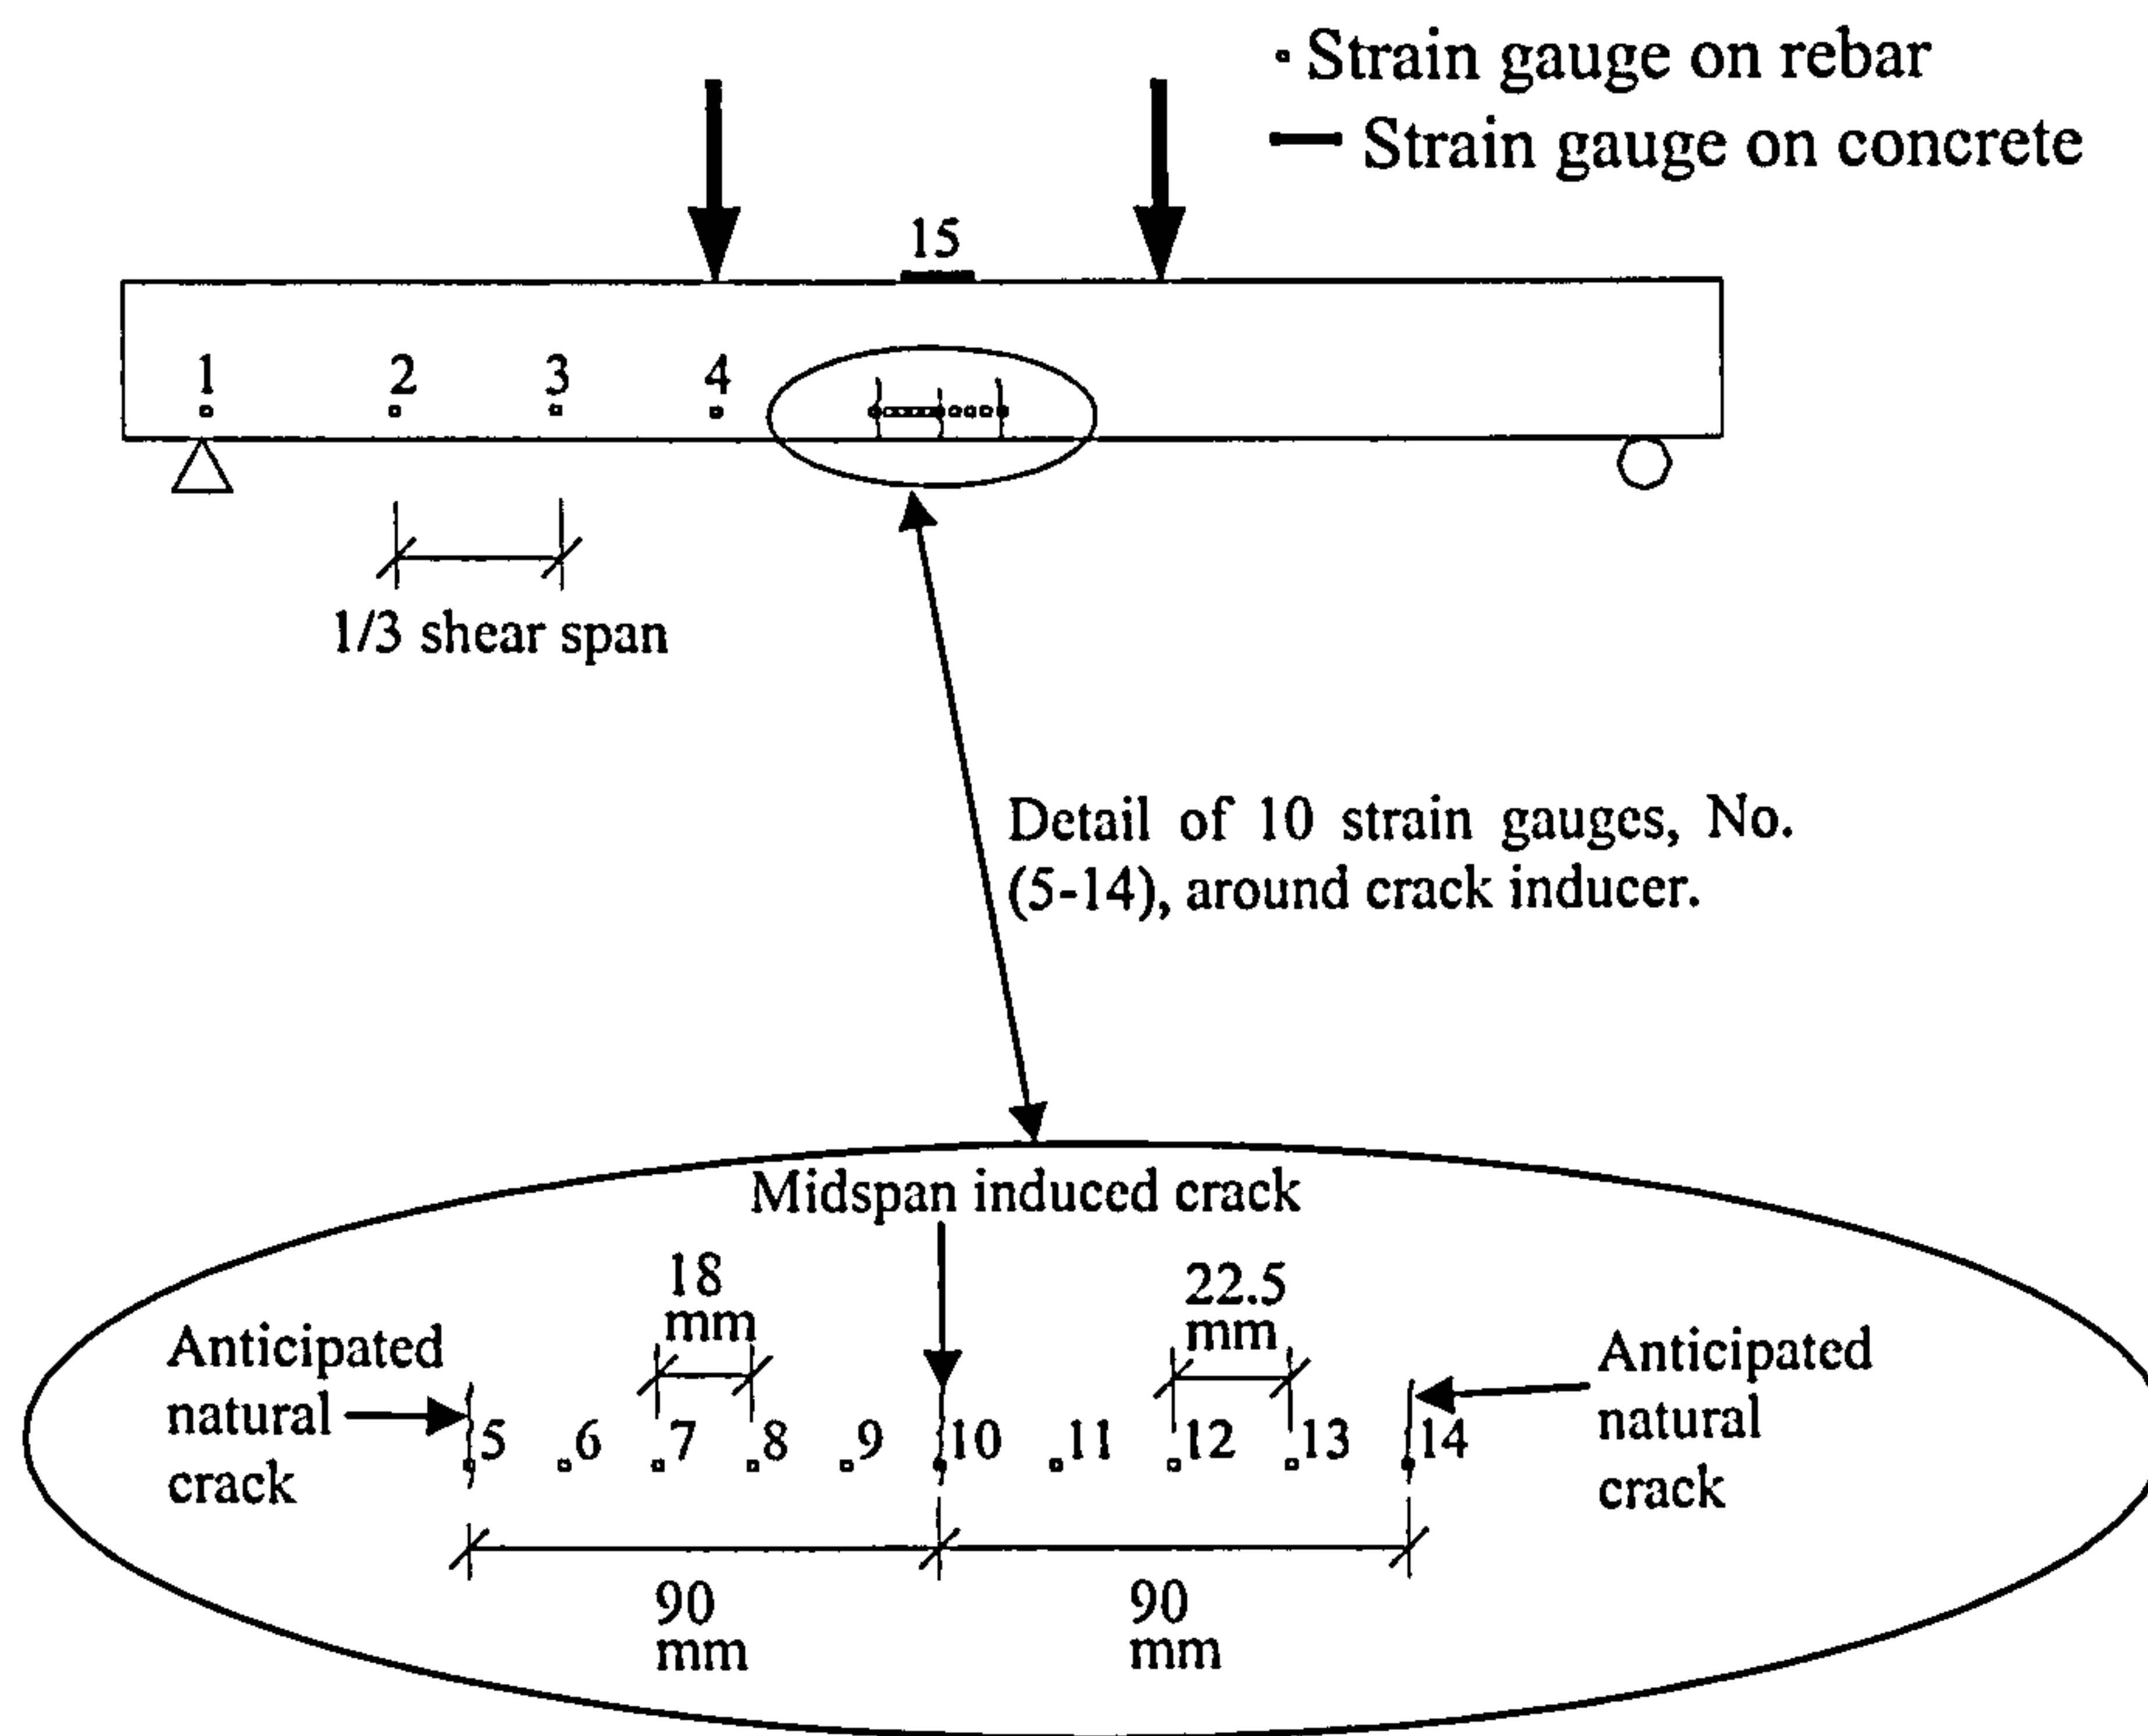 Strain gauge on rebar
Strain gauge on concrete
15
1
2
3
4
1/3 shear span
Detail of 10 strain gauges, No.
(5-14), around crack inducer.
Midspan induced crack
18
mm
22.5
mm
Anticipated
natural
crack
Anticipated
natural
crack
5
6
7
8
9
10
11
12
13
14
90
mm
90
mm